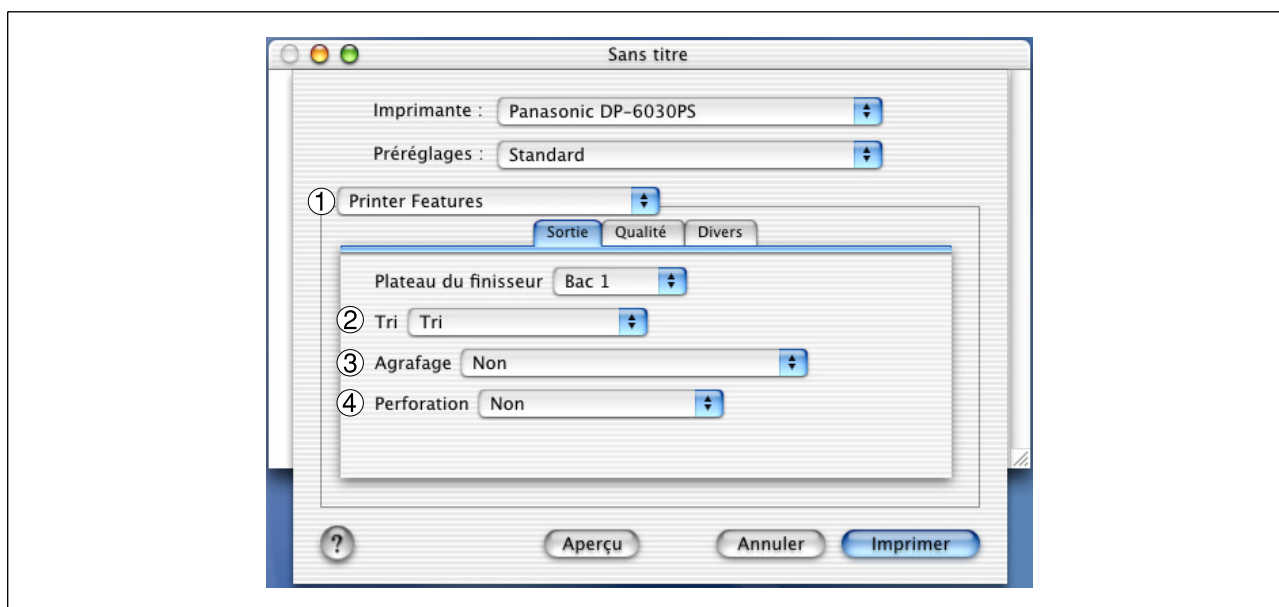 Sans titre
Imprimante : Panasonic DP-6030PS
Préréglages : Standard
① Printer Features
Sortie Qualité Divers
Plateau du finisseur Bac 1
② Tri Tri
③ Agrafage Non
④ Perforation Non
? Aperçu Annuler Imprimer